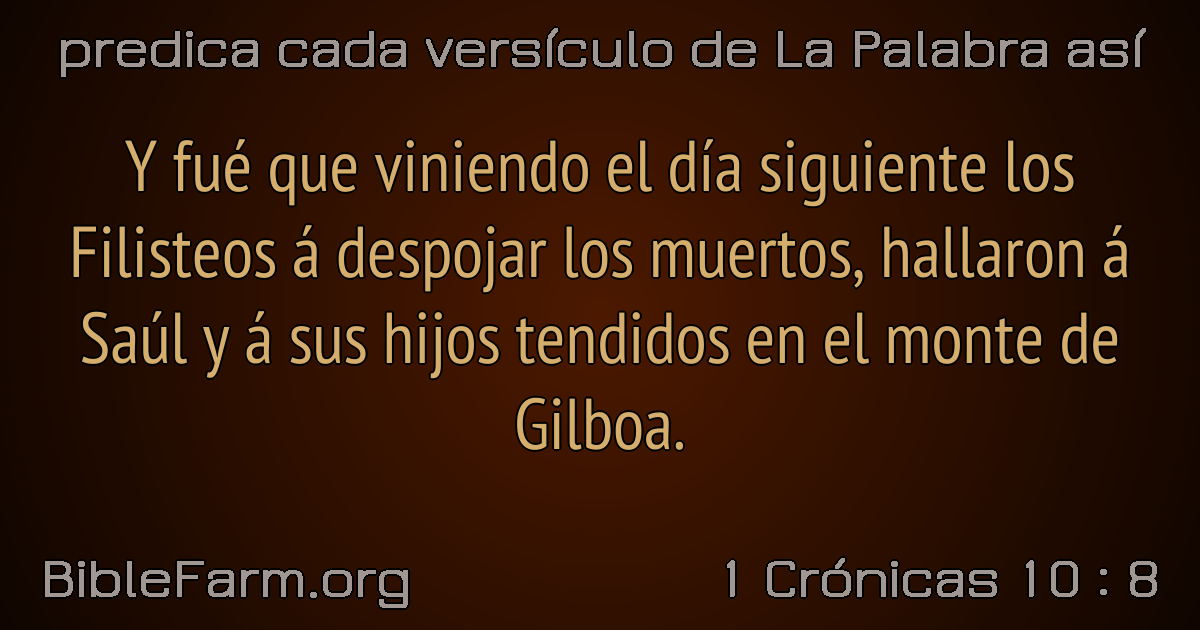 predica cada versículo de La Palabra así
Y fué que viniendo el día siguiente los
Filisteos á despojar los muertos, hallaron á
Saúl y á sus hijos tendidos en el monte de
Gilboa.
BibleFarm.org
1 Crónicas 10 : 8